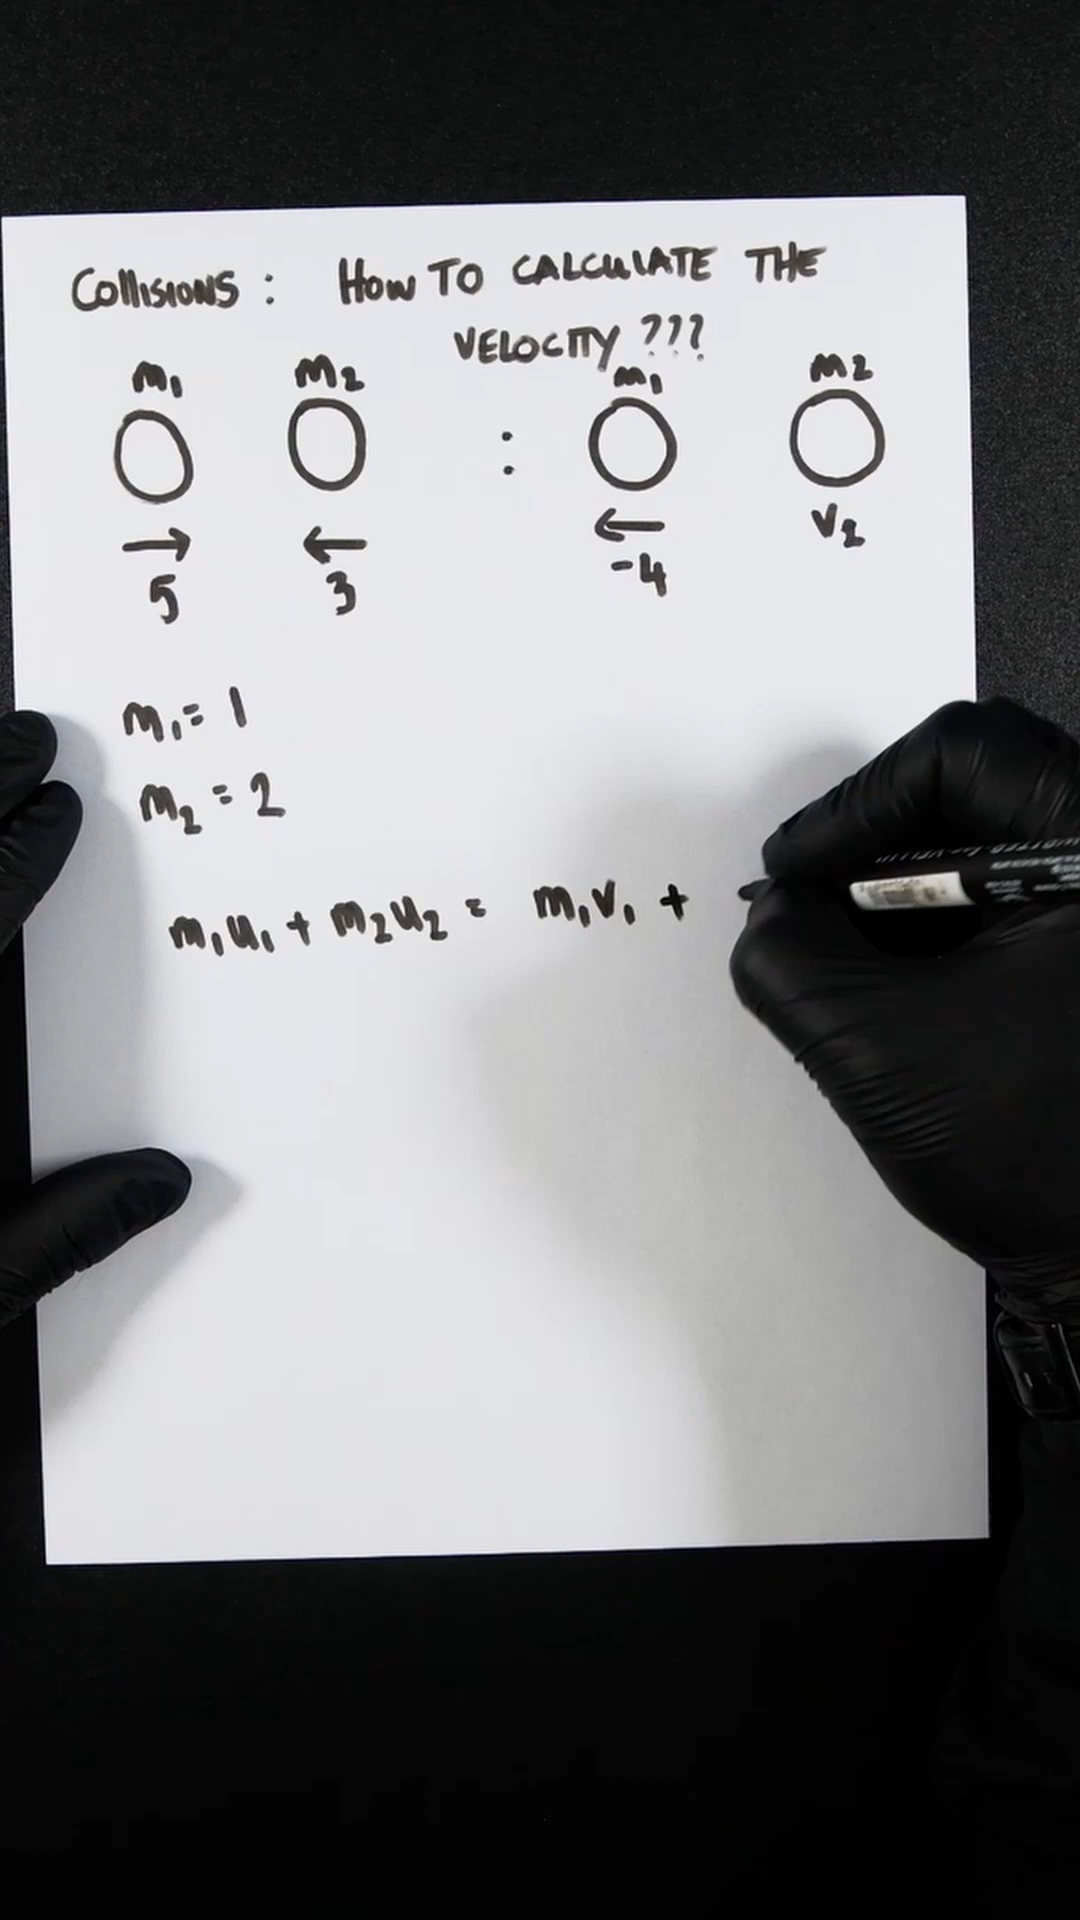 Collisions : How TO CALCULATE THE
VELOCITY ???
m₁ m₂ : m₁ m₂
→ ← ← v₂
5 3 -4
m₁ = 1
m₂ = 2
m₁u₁ + m₂u₂ = m₁v₁ +